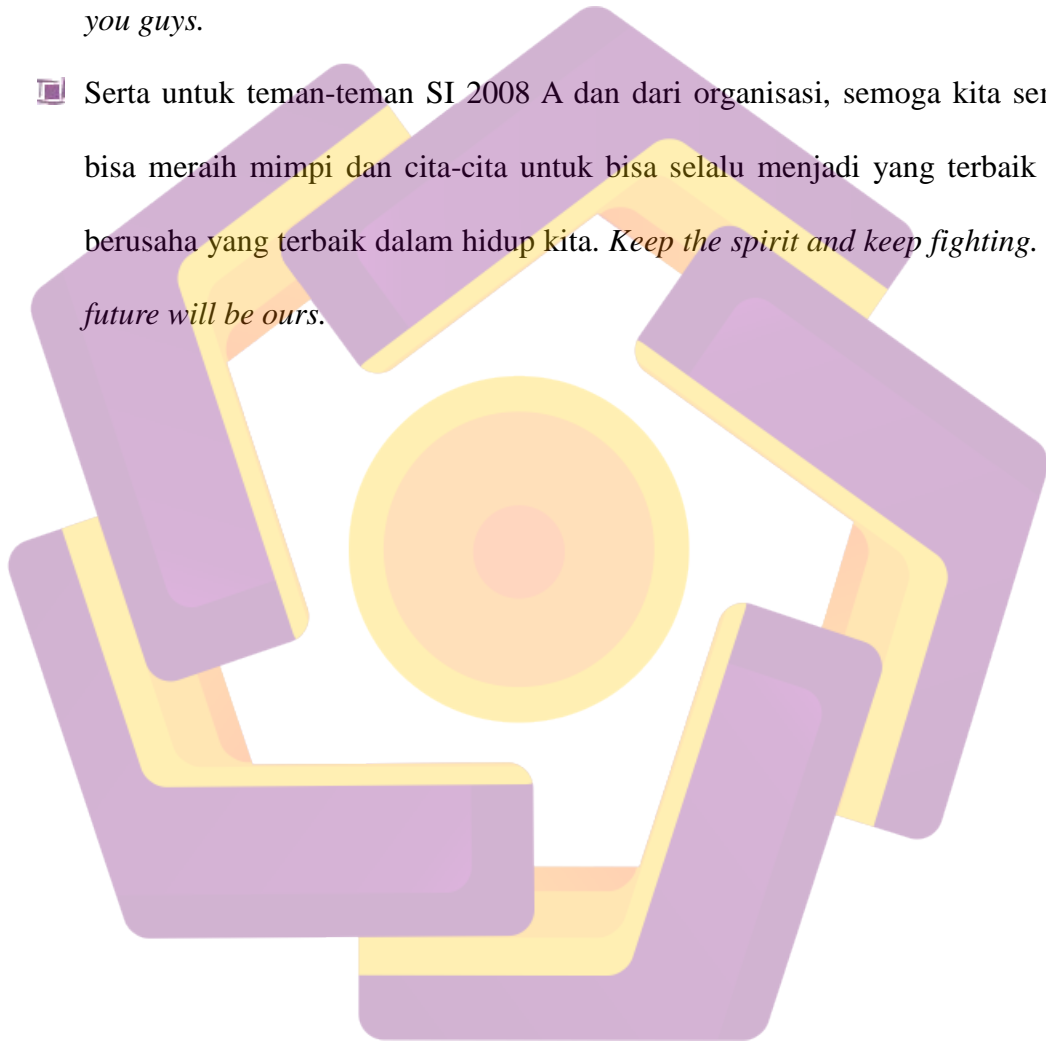 you guys.
Serta untuk teman-teman SI 2008 A dan dari organisasi, semoga kita
bisa meraih mimpi dan cita-cita untuk bisa selalu menjadi yang terbaik
berusaha yang terbaik dalam hidup kita. Keep the spirit and keep fighting.
future will be ours.